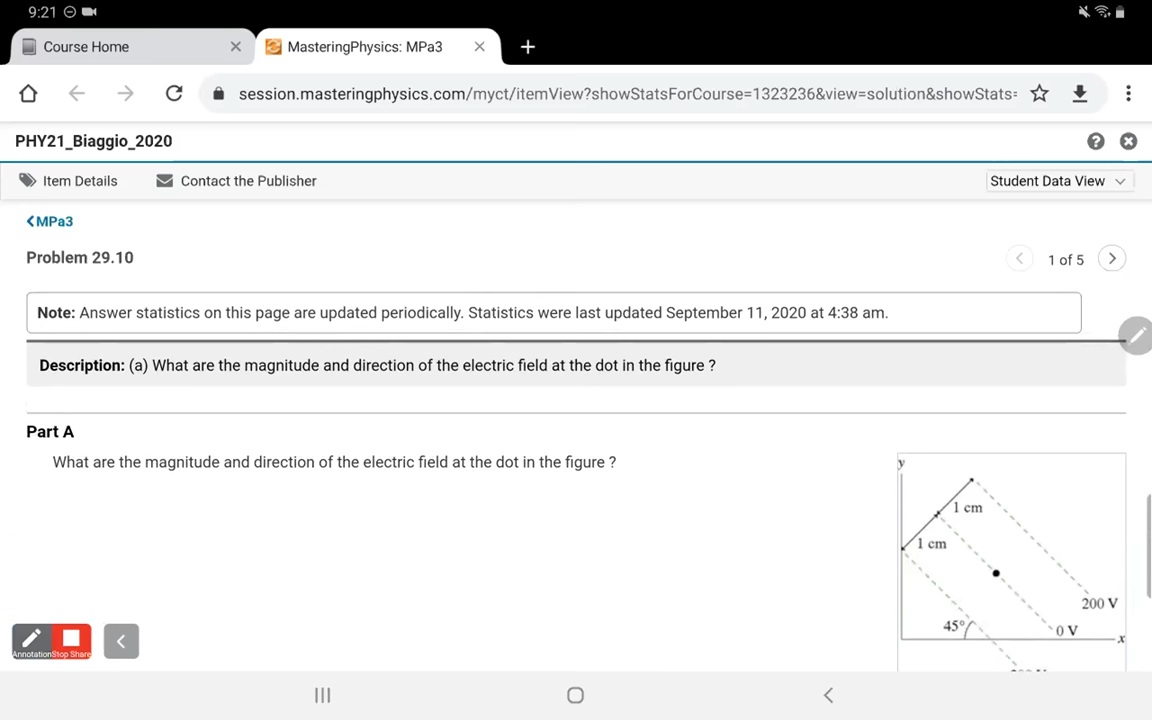 9:21
Course Home
MasteringPhysics: MPa3
session.masteringphysics.com/myct/itemView?showStatsForCourse=1323236&view=solution&showStats=
PHY21_Biaggio_2020
Item Details
Contact the Publisher
Student Data View
MPa3
Problem 29.10
1 of 5
Note: Answer statistics on this page are updated periodically. Statistics were last updated September 11, 2020 at 4:38 am.
Description: (a) What are the magnitude and direction of the electric field at the dot in the figure ?
Part A
What are the magnitude and direction of the electric field at the dot in the figure ?
y
1 cm
1 cm
200 V
45°
0 V
x
Annotation
Stop Share